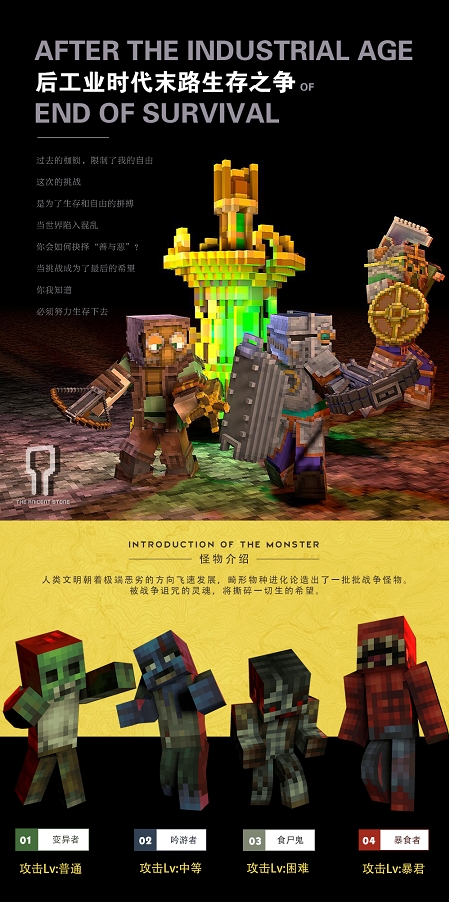 AFTER THE INDUSTRIAL AGE
后工业时代末路生存之争 OF
END OF SURVIVAL
过去的枷锁，限制了我的自由
这次的挑战
是为了生存和自由的拼搏
当世界陷入混乱
你会如何抉择“善与恶”？
当挑战成为了最后的希望
你我知道
必须努力生存下去
THE ANCIENT STONE
INTRODUCTION OF THE MONSTER
怪物介绍
人类文明朝着极端恶劣的方向飞速发展，畸形物种进化论造出了一批批战争怪物。
被战争诅咒的灵魂，将撕碎一切生的希望。
01 变异者
02 吟游者
03 食尸鬼
04 暴食者
攻击Lv:普通
攻击Lv:中等
攻击Lv:困难
攻击Lv:暴君